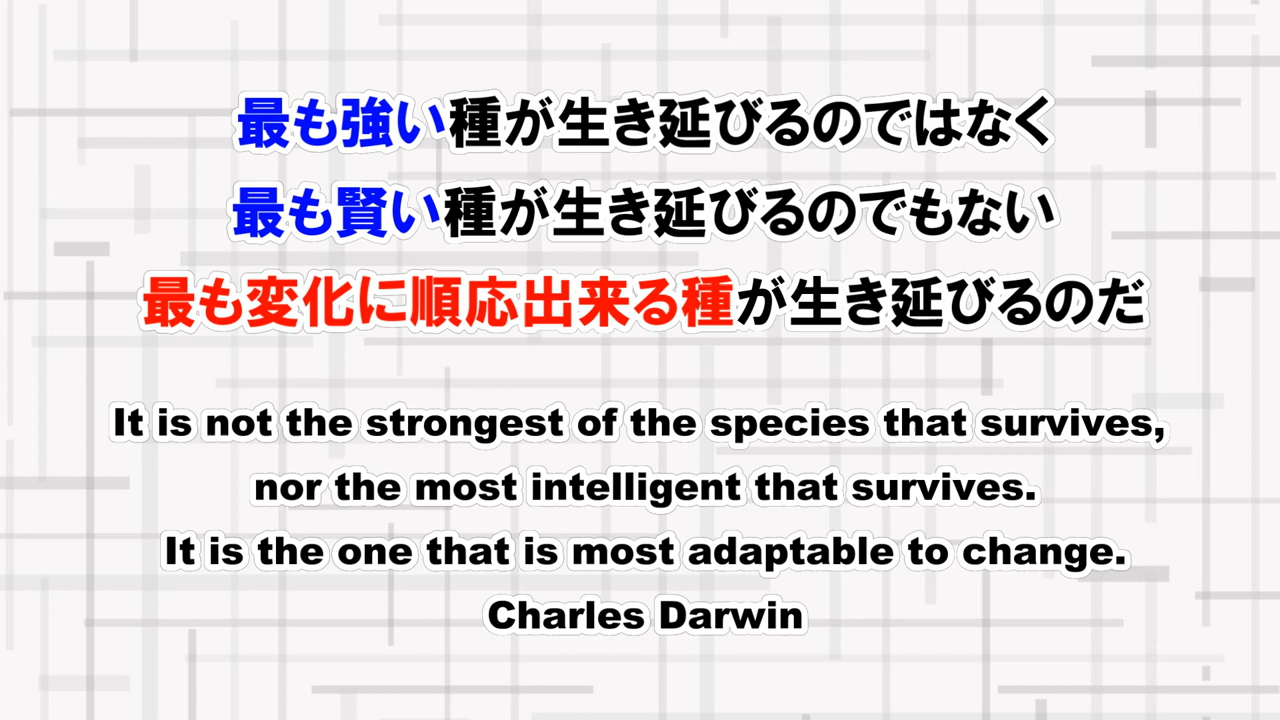 最も強い種が生き延びるのではなく
最も賢い種が生き延びるのでもない
最も変化に順応出来る種が生き延びるのだ
It is not the strongest of the species that survives,
nor the most intelligent that survives.
It is the one that is most adaptable to change.
Charles Darwin